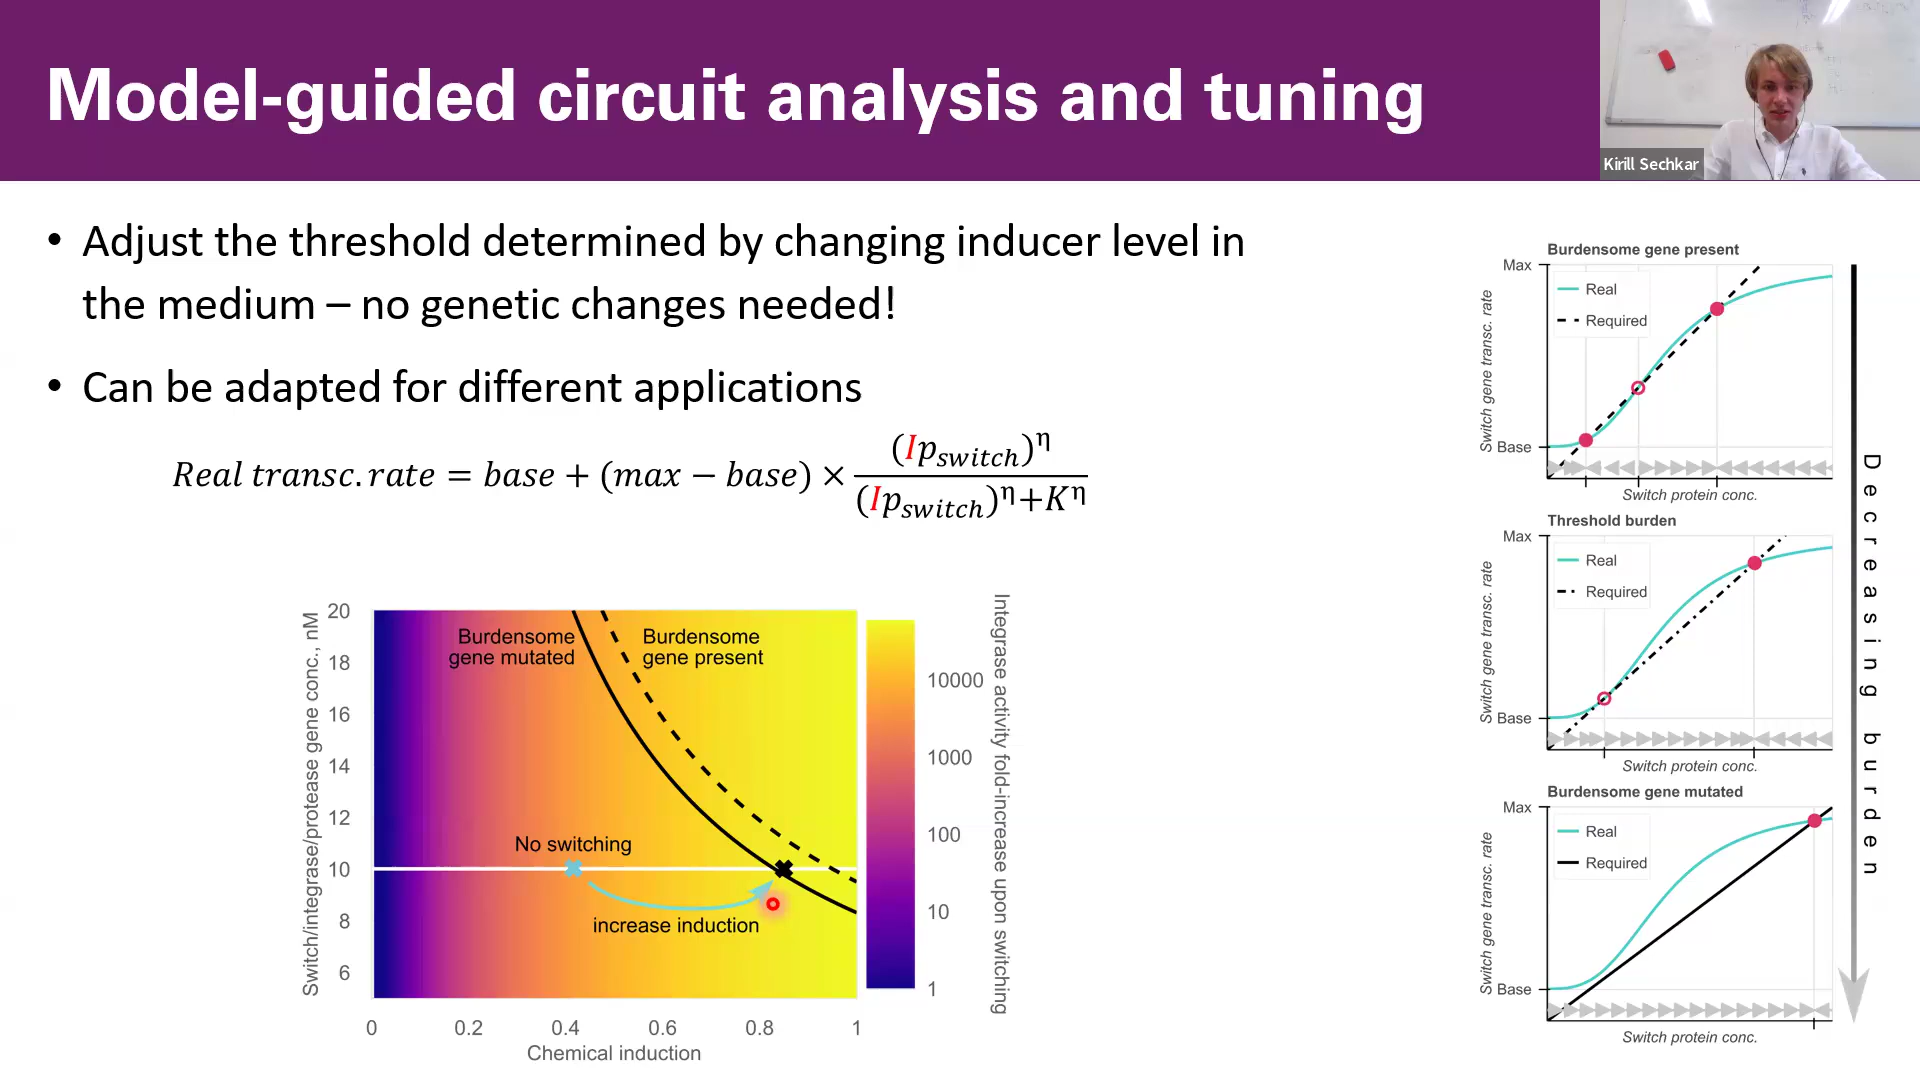 Model-guided circuit analysis and tuning
Kirill Sechkar
• Adjust the threshold determined by changing inducer level in
the medium – no genetic changes needed!
• Can be adapted for different applications
Real transc. rate = base + (max − base) × (Ip_switch)^η / ((Ip_switch)^η + K^η)
Switch/integrase/protease gene conc., nM
20
18
16
14
12
10
8
6
Burdensome
gene mutated
Burdensome
gene present
No switching
increase induction
0 0.2 0.4 0.6 0.8 1
Chemical induction
10000
1000
100
10
1
Integrase activity fold-increase upon switching
Burdensome gene present
Max
Real
Required
Base
Switch gene transc. rate
Switch protein conc.
Threshold burden
Max
Real
Required
Base
Switch gene transc. rate
Switch protein conc.
Burdensome gene mutated
Max
Real
Required
Base
Switch gene transc. rate
Switch protein conc.
Decreasing burden